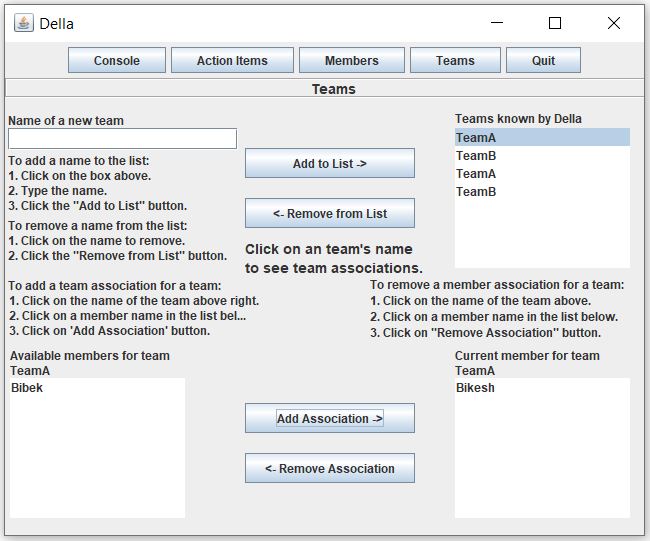 Della
Console Action Items Members Teams Quit
Teams
Name of a new team
To add a name to the list:
1. Click on the box above.
2. Type the name.
3. Click the "Add to List" button.
To remove a name from the list:
1. Click on the name to remove.
2. Click the "Remove from List" button.
Add to List ->
<- Remove from List
Click on an team's name
to see team associations.
Teams known by Della
TeamA
TeamB
TeamA
TeamB
To add a team association for a team:
1. Click on the name of the team above right.
2. Click on a member name in the list bel...
3. Click on 'Add Association' button.
To remove a member association for a team:
1. Click on the name of the team above.
2. Click on a member name in the list below.
3. Click on "Remove Association" button.
Available members for team
TeamA
Bibek
Add Association ->
<- Remove Association
Current member for team
TeamA
Bikesh